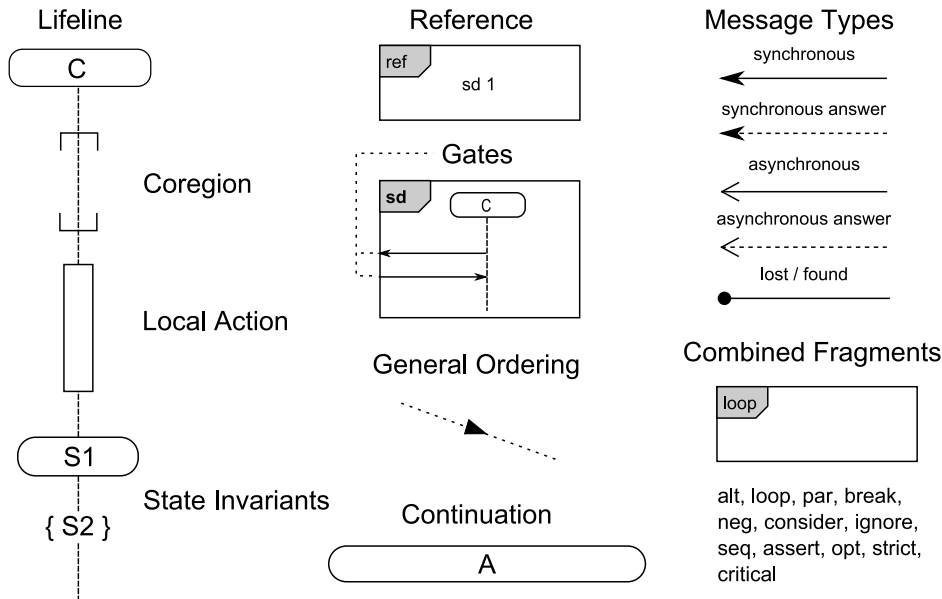 Lifeline
C
Coregion
Local Action
S1
State Invariants
{ S2 }
Reference
ref
sd 1
Gates
sd
C
General Ordering
Continuation
A
Message Types
synchronous
synchronous answer
asynchronous
asynchronous answer
lost / found
Combined Fragments
loop
alt, loop, par, break,
neg, consider, ignore,
seq, assert, opt, strict,
critical